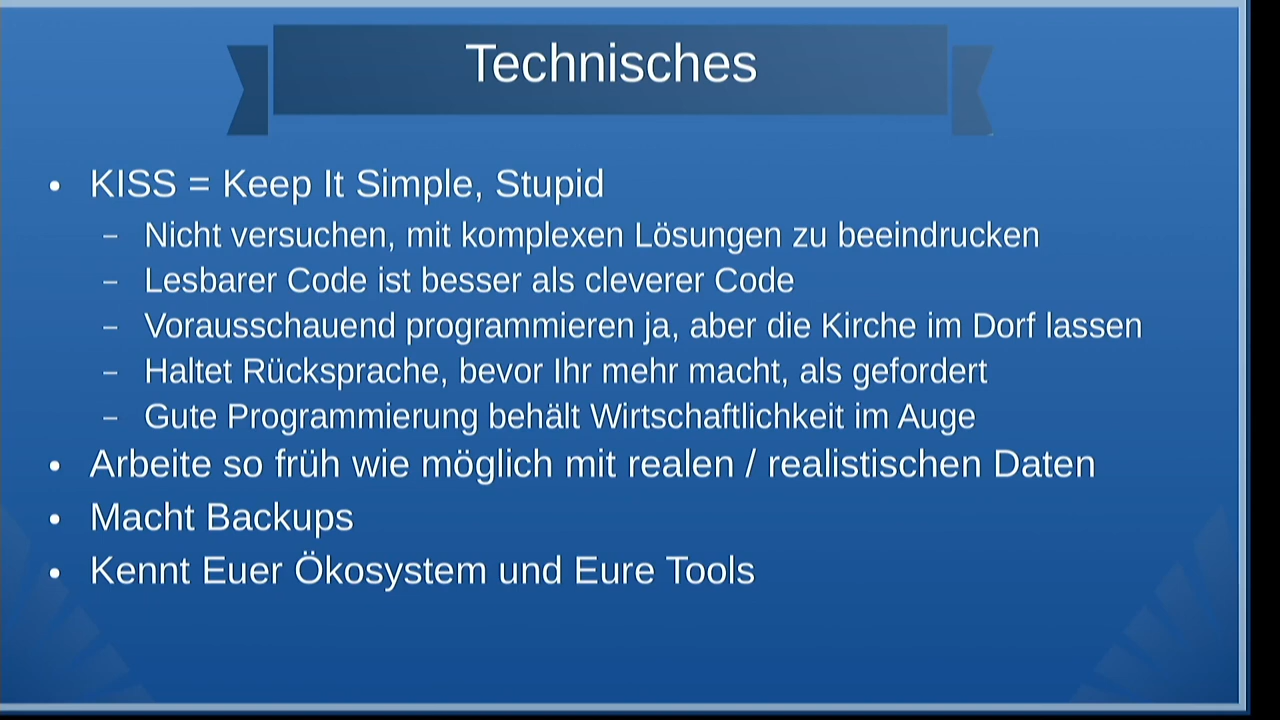 Technisches
• KISS = Keep It Simple, Stupid
– Nicht versuchen, mit komplexen Lösungen zu beeindrucken
– Lesbarer Code ist besser als cleverer Code
– Vorausschauend programmieren ja, aber die Kirche im Dorf lassen
– Haltet Rücksprache, bevor Ihr mehr macht, als gefordert
– Gute Programmierung behält Wirtschaftlichkeit im Auge
• Arbeite so früh wie möglich mit realen / realistischen Daten
• Macht Backups
• Kennt Euer Ökosystem und Eure Tools